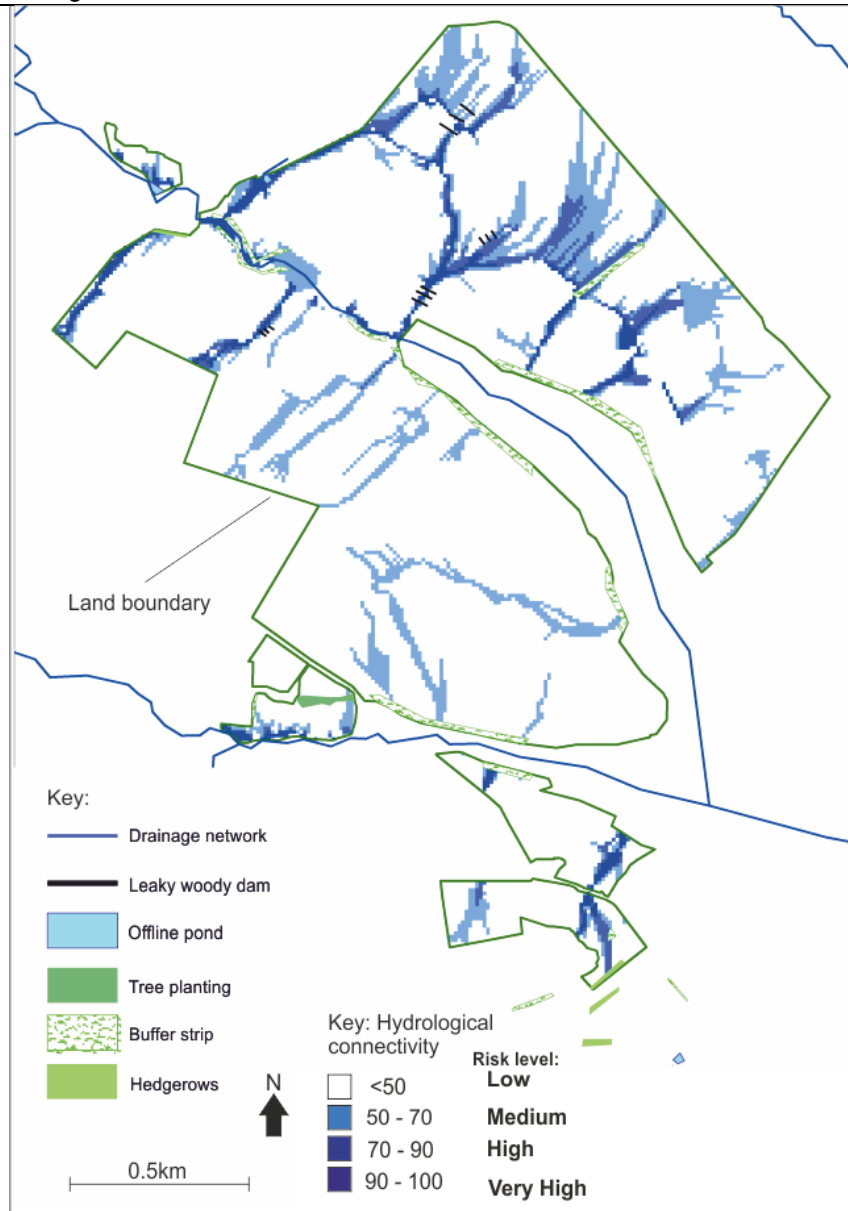 Land boundary
Key:
Drainage network
Leaky woody dam
Offline pond
Tree planting
Buffer strip
Hedgerows
N
0.5km
Key: Hydrological
connectivity
Risk level:
<50 Low
50 - 70 Medium
70 - 90 High
90 - 100 Very High